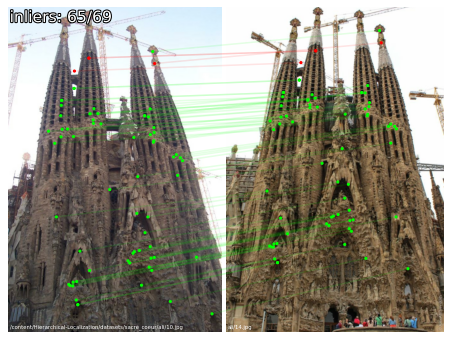 inliers: 65/69
/content/Hierarchical-Localization/datasets/sacre_coeur/all/10.jpg
all/14.jpg